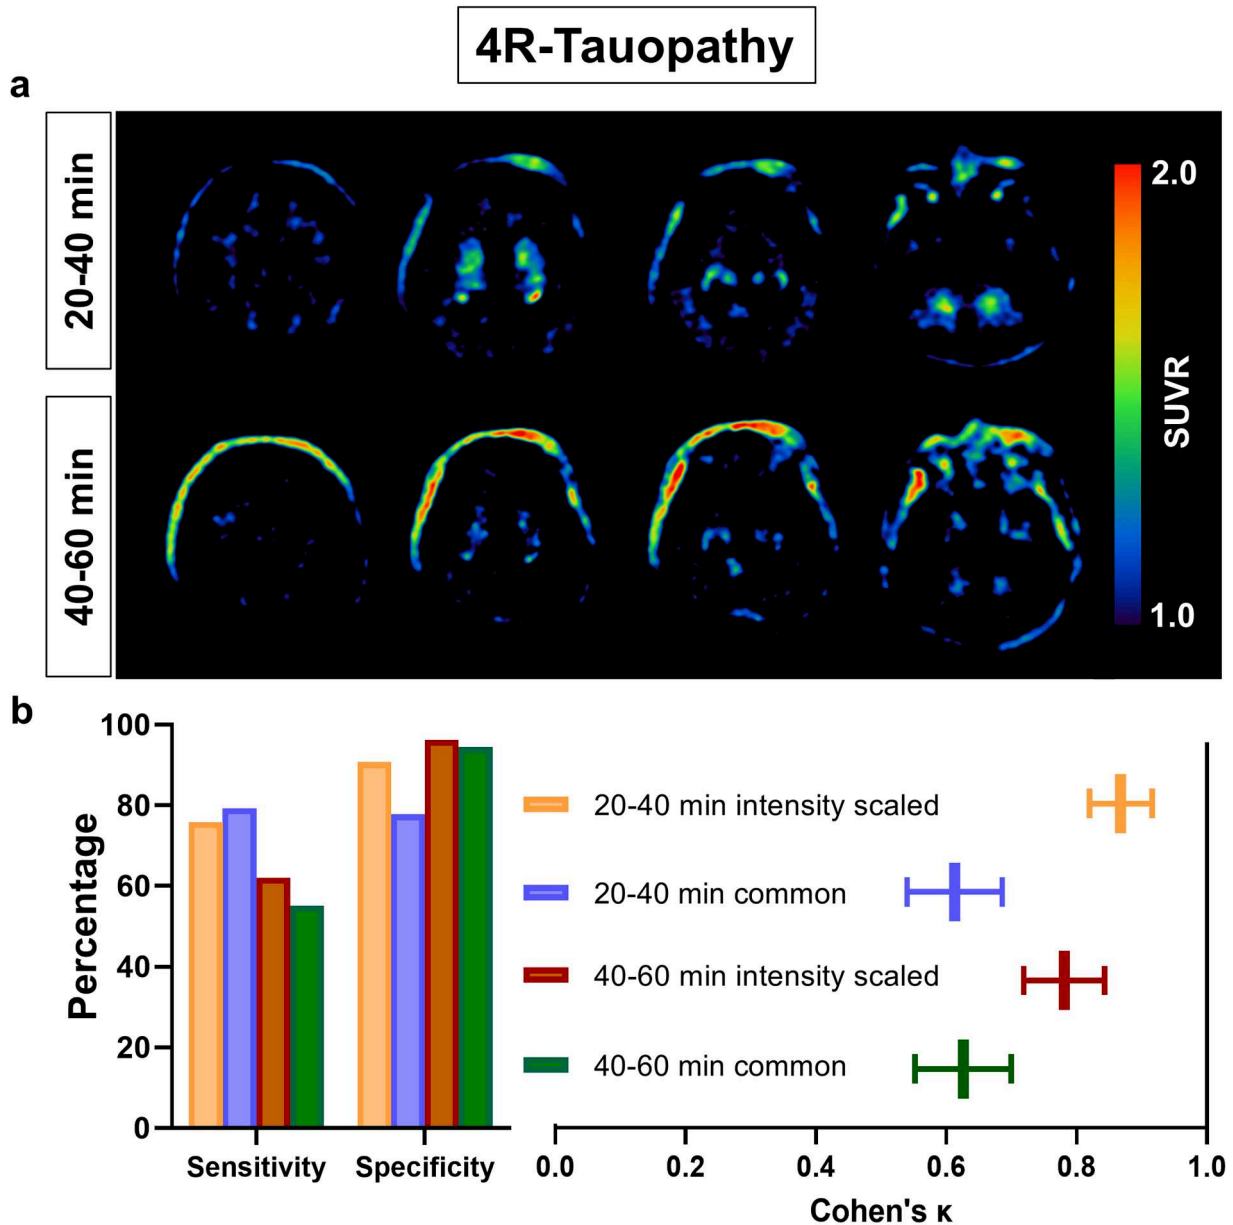 4R-Tauopathy
a
20-40 min
40-60 min
2.0
SUVR
1.0
b
Percentage
100
80
60
40
20
0
Sensitivity
Specificity
20-40 min intensity scaled
20-40 min common
40-60 min intensity scaled
40-60 min common
0.0 0.2 0.4 0.6 0.8 1.0
Cohen's κ